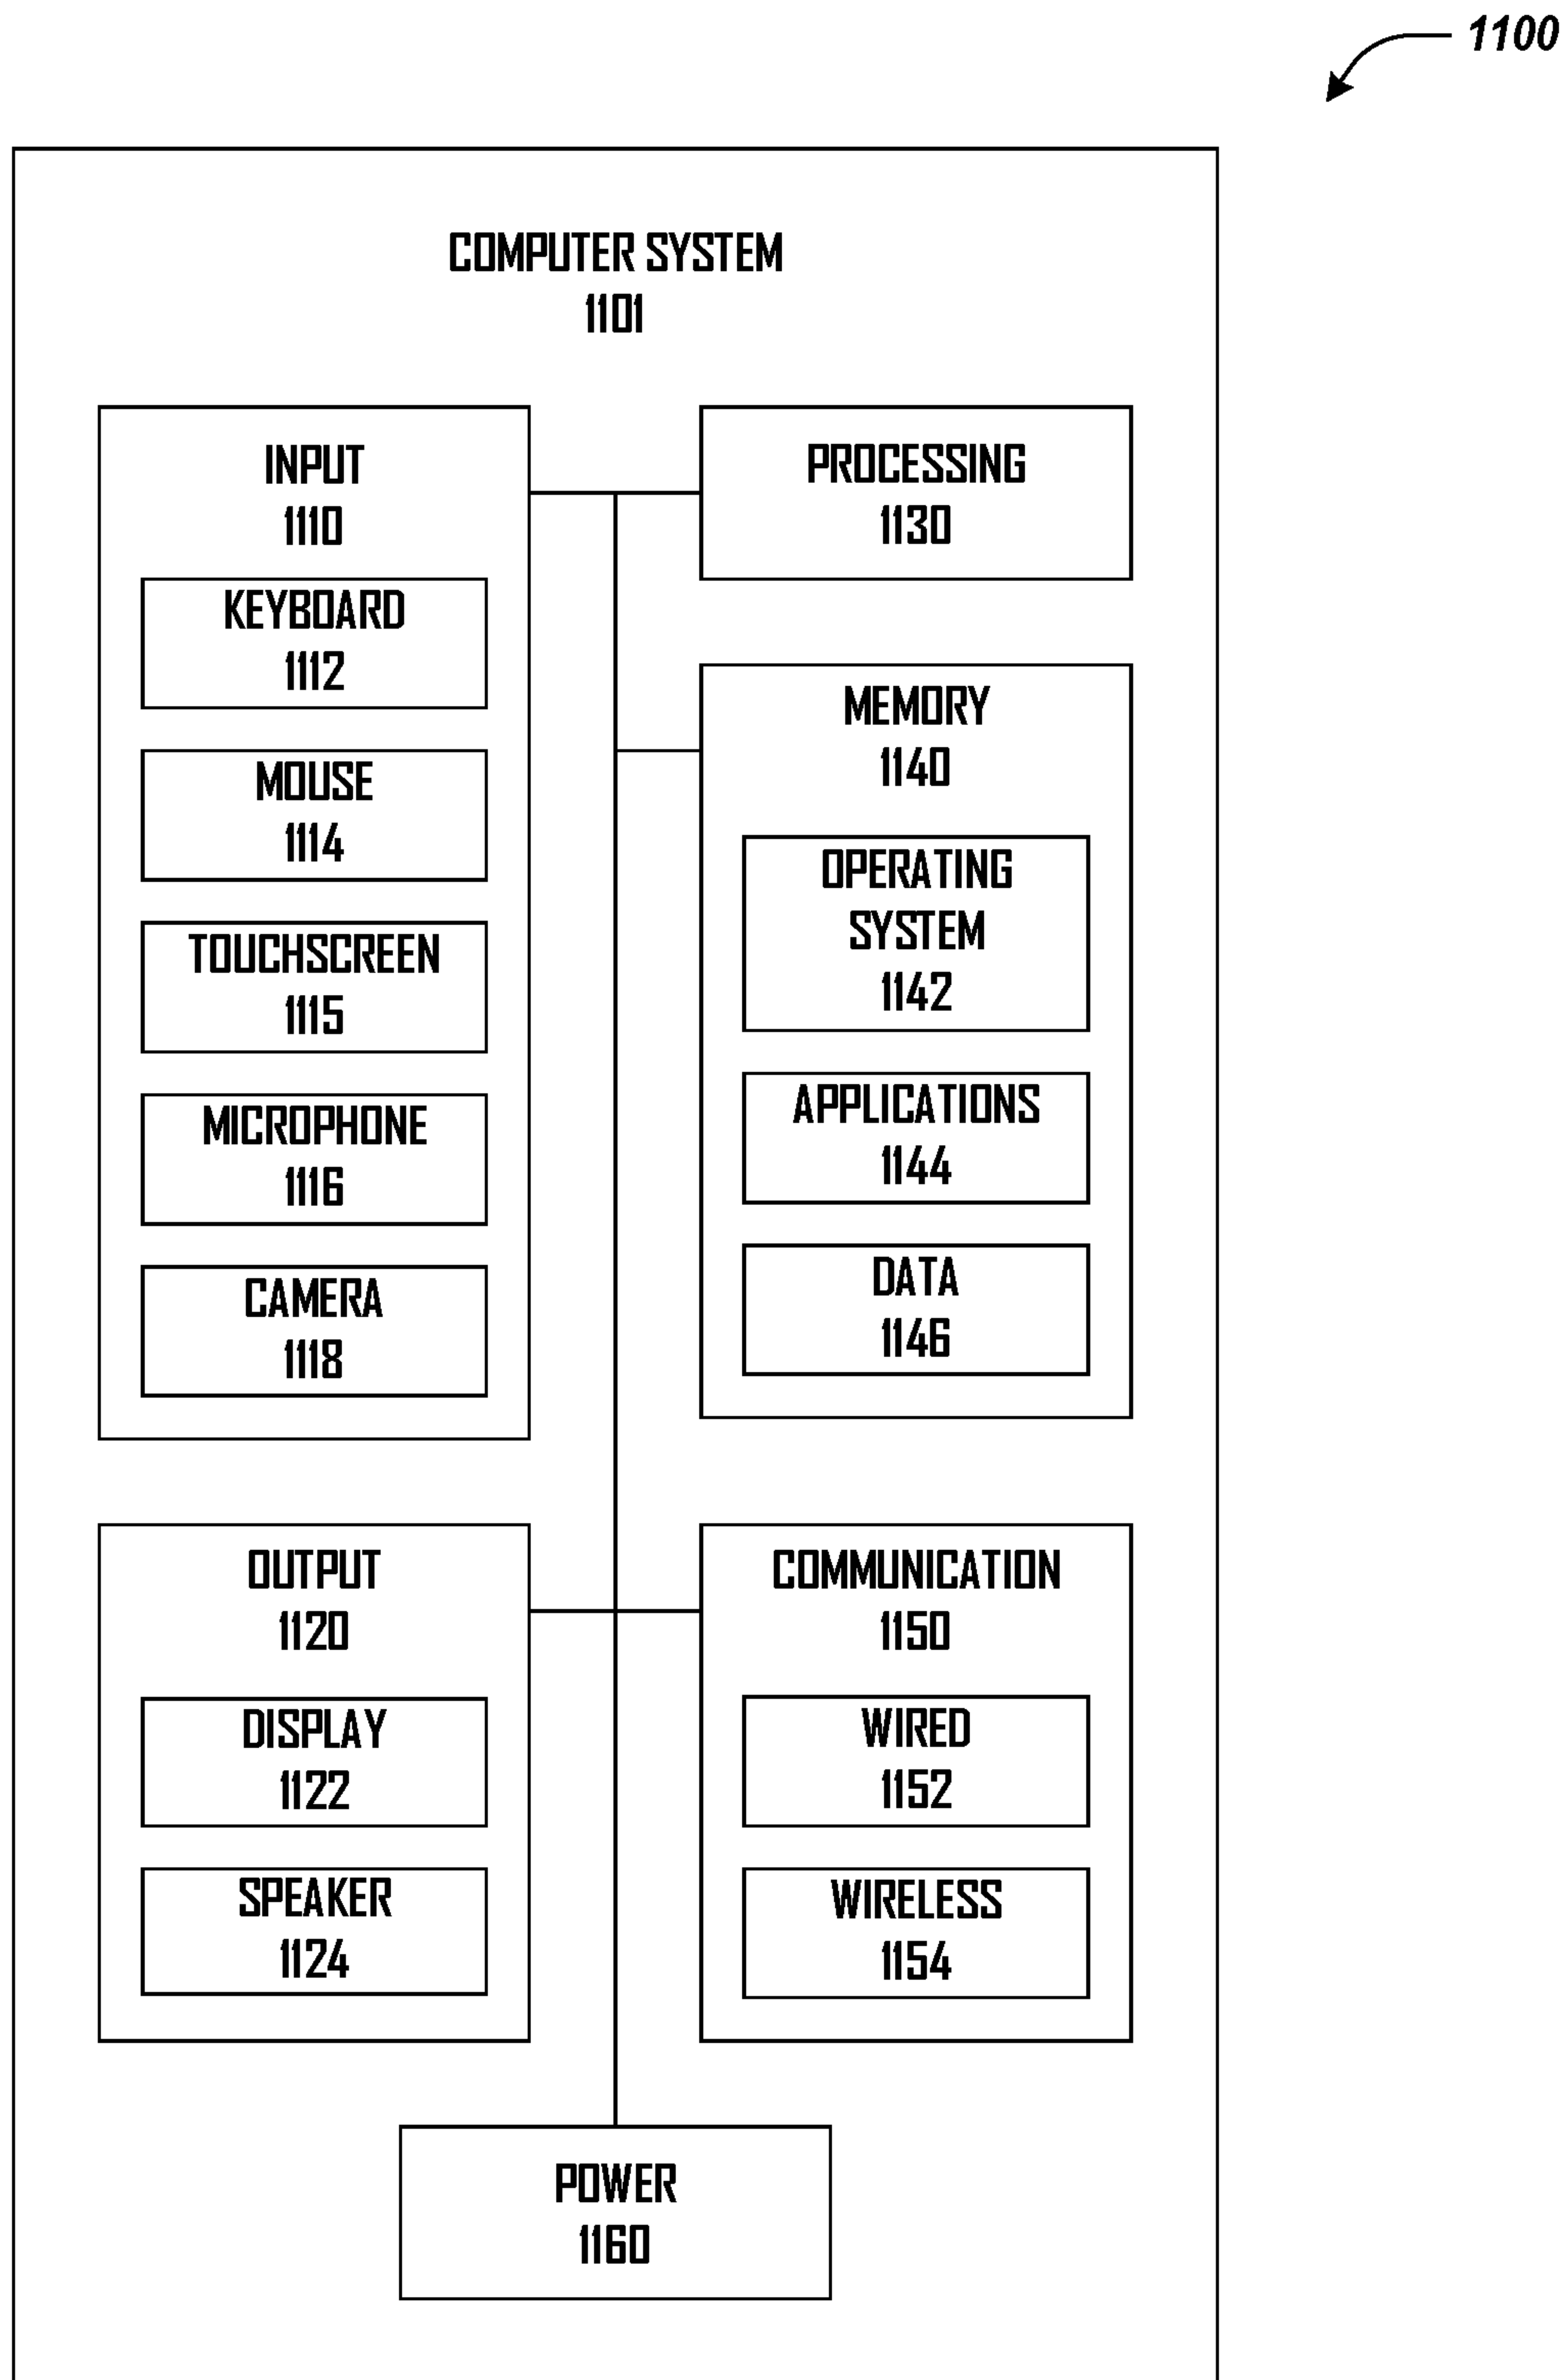 1100
COMPUTER SYSTEM
1101
INPUT
1110
KEYBOARD
1112
MOUSE
1114
TOUCHSCREEN
1115
MICROPHONE
1116
CAMERA
1118
PROCESSING
1130
MEMORY
1140
OPERATING
SYSTEM
1142
APPLICATIONS
1144
DATA
1146
OUTPUT
1120
DISPLAY
1122
SPEAKER
1124
COMMUNICATION
1150
WIRED
1152
WIRELESS
1154
POWER
1160